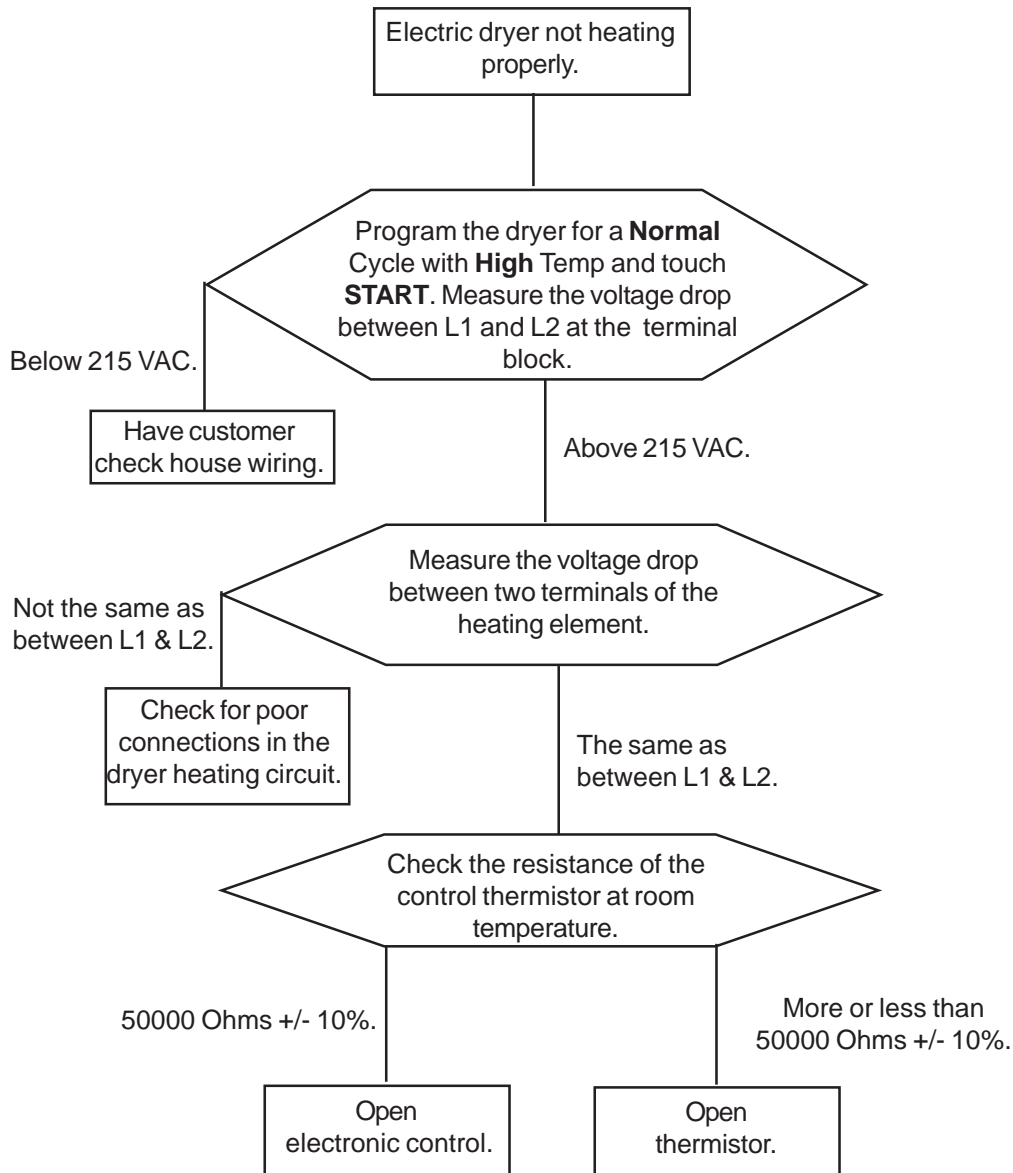 Electric dryer not heating
properly.
Program the dryer for a Normal
Cycle with High Temp and touch
START. Measure the voltage drop
between L1 and L2 at the terminal
block.
Below 215 VAC.
Have customer
check house wiring.
Above 215 VAC.
Measure the voltage drop
between two terminals of the
heating element.
Not the same as
between L1 & L2.
Check for poor
connections in the
dryer heating circuit.
The same as
between L1 & L2.
Check the resistance of the
control thermistor at room
temperature.
50000 Ohms +/- 10%.
More or less than
50000 Ohms +/- 10%.
Open
electronic control.
Open
thermistor.